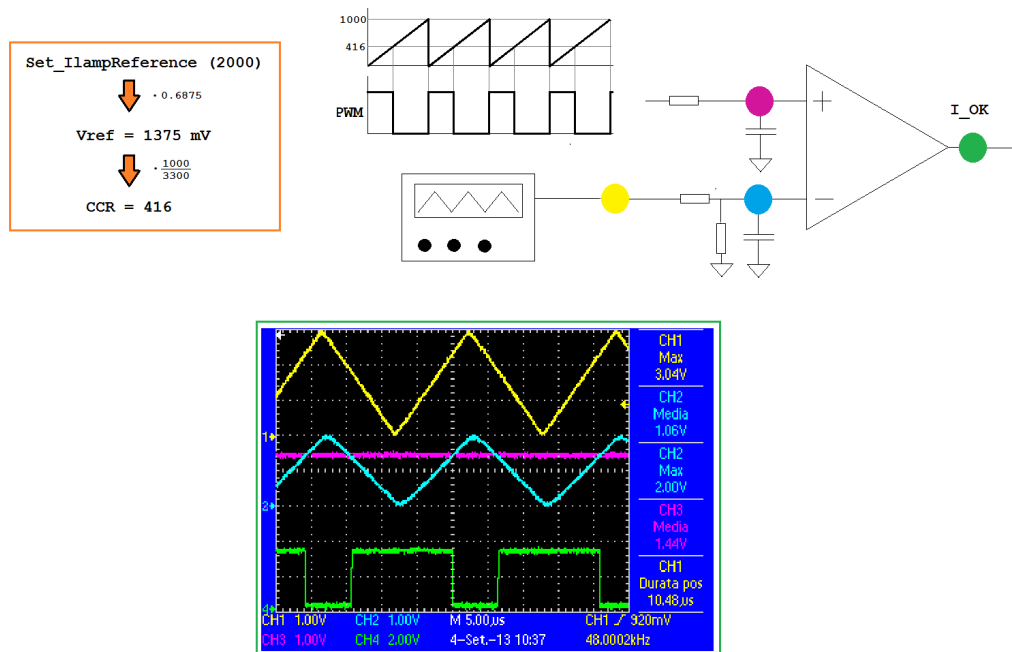 Set_IlampReference (2000)
· 0.6875
Vref = 1375 mV
· 1000/3300
CCR = 416
1000
416
PWM
I_OK
+
−
CH1
Max
3.04V
CH2
Media
1.06V
CH2
Max
2.00V
CH3
Media
1.44V
CH1
Durata pos
10.48us
1
2
4
CH1 1.00V CH2 1.00V M 5.00us CH1 920mV
CH3 1.00V CH4 2.00V 4-Set.-13 10:37 48.0002kHz